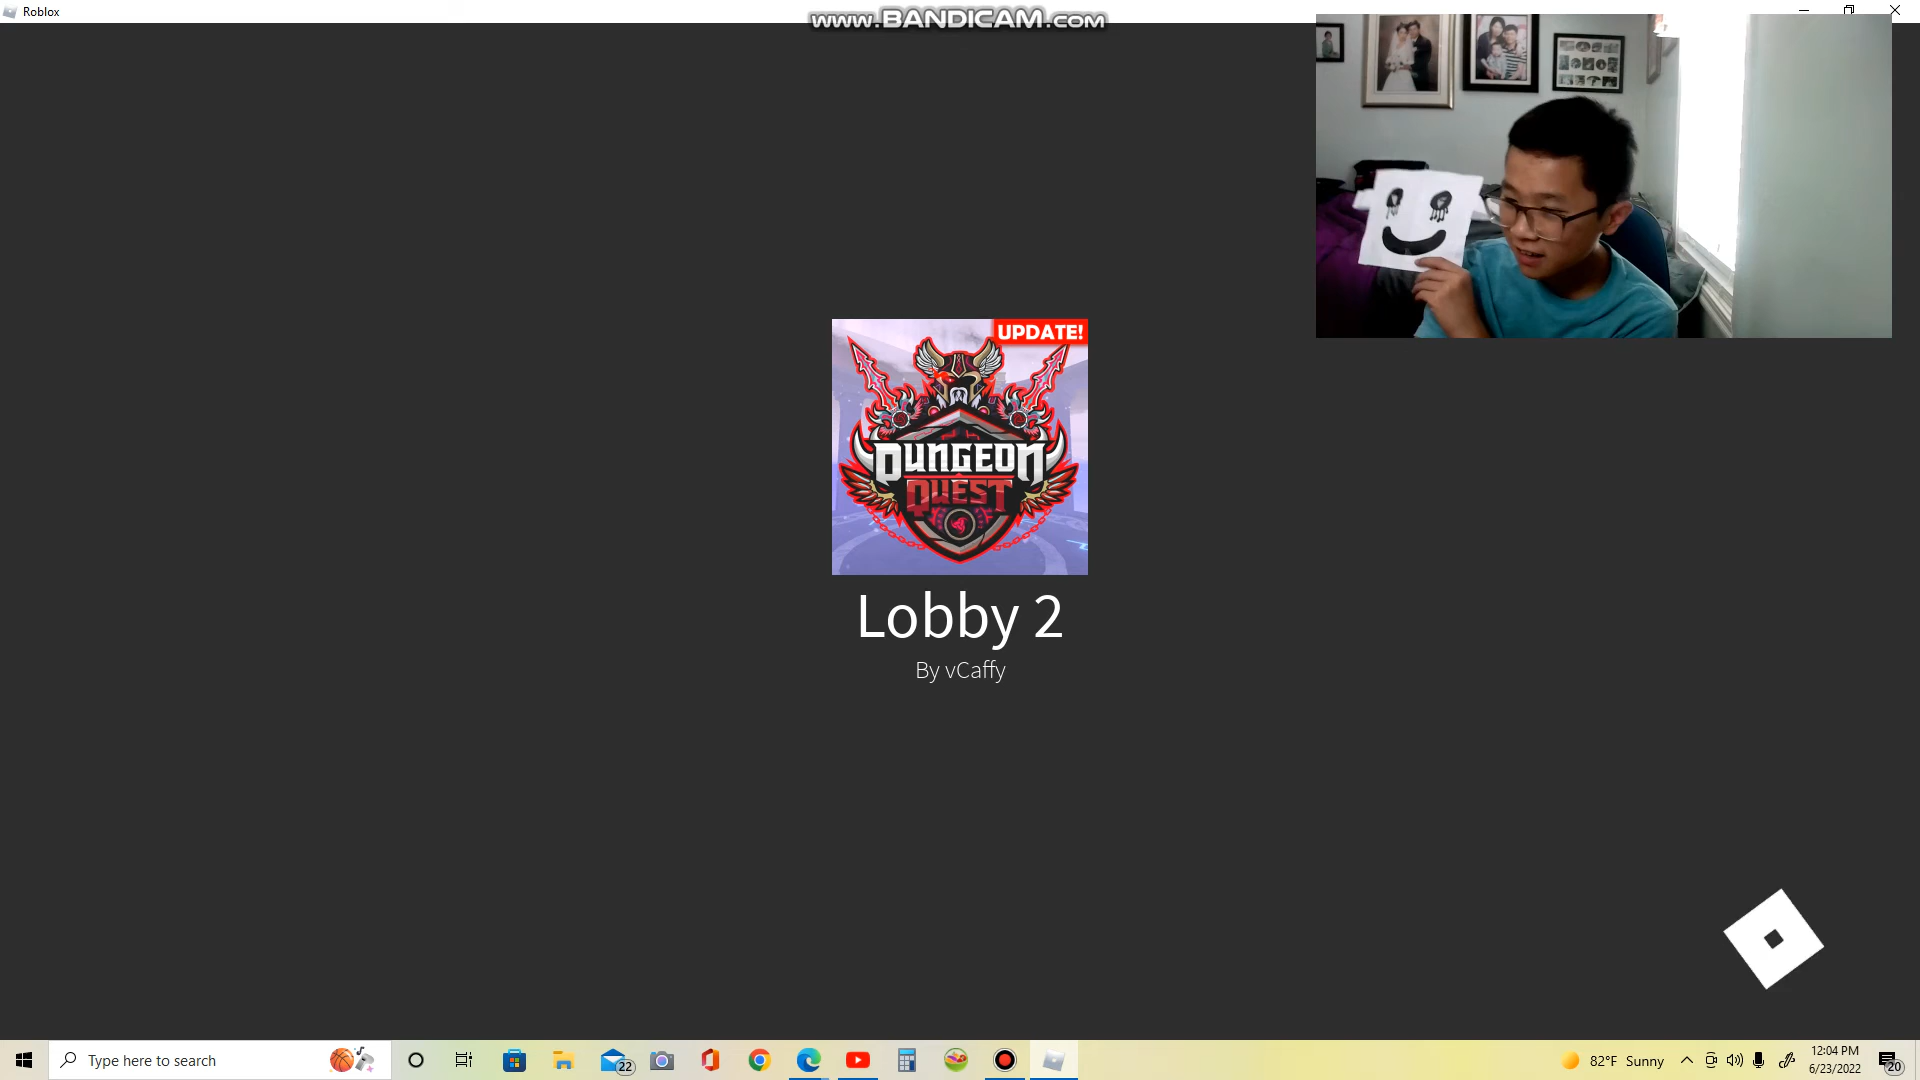 Roblox
www.BANDICAM.com
UPDATE!
DUNGEON
QUEST
Lobby 2
By vCaffy
Type here to search
22
82°F Sunny
12:04 PM
6/23/2022
20